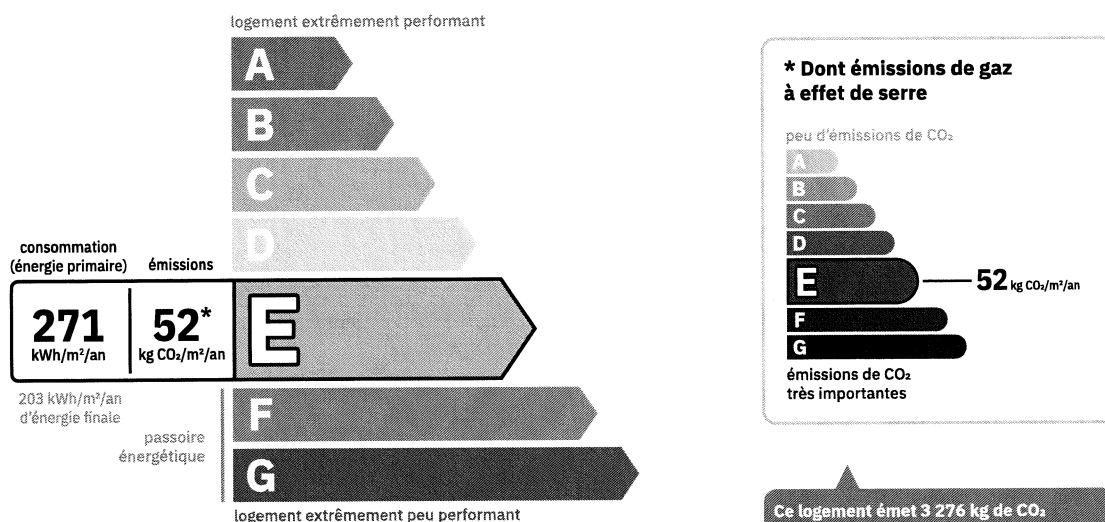 logement extrêmement performant
A
B
C
D
consommation
(énergie primaire)
émissions
271
kWh/m²/an
52*
kg CO₂/m²/an
E
203 kWh/m²/an
d'énergie finale
passoire
énergétique
F
G
logement extrêmement peu performant
* Dont émissions de gaz
à effet de serre
peu d'émissions de CO₂
A
B
C
D
E
52 kg CO₂/m²/an
F
G
émissions de CO₂
très importantes
Ce logement émet 3 276 kg de CO₂